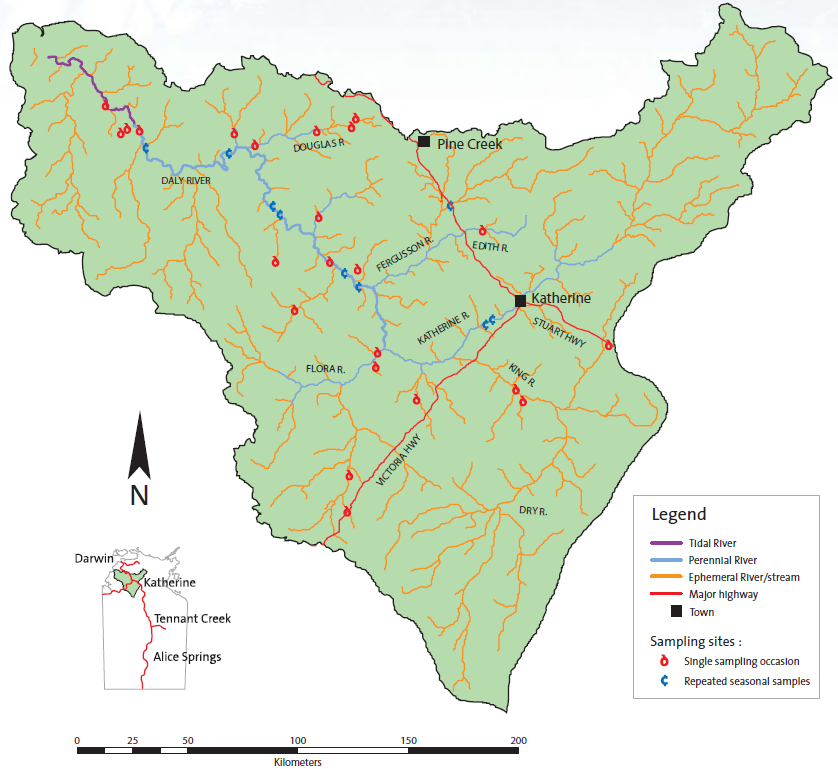 Pine Creek
DOUGLAS R
DALY RIVER
FERGUSSON R.
EDITH R.
Katherine
KATHERINE R.
STUART HWY
FLORA R.
KING R.
VICTORIA HWY
DRY R.
N
Darwin
Katherine
Tennant Creek
Alice Springs
Legend
Tidal River
Perennial River
Ephemeral River/stream
Major highway
Town
Sampling sites :
Single sampling occasion
Repeated seasonal samples
0 25 50 100 150 200
Kilometers